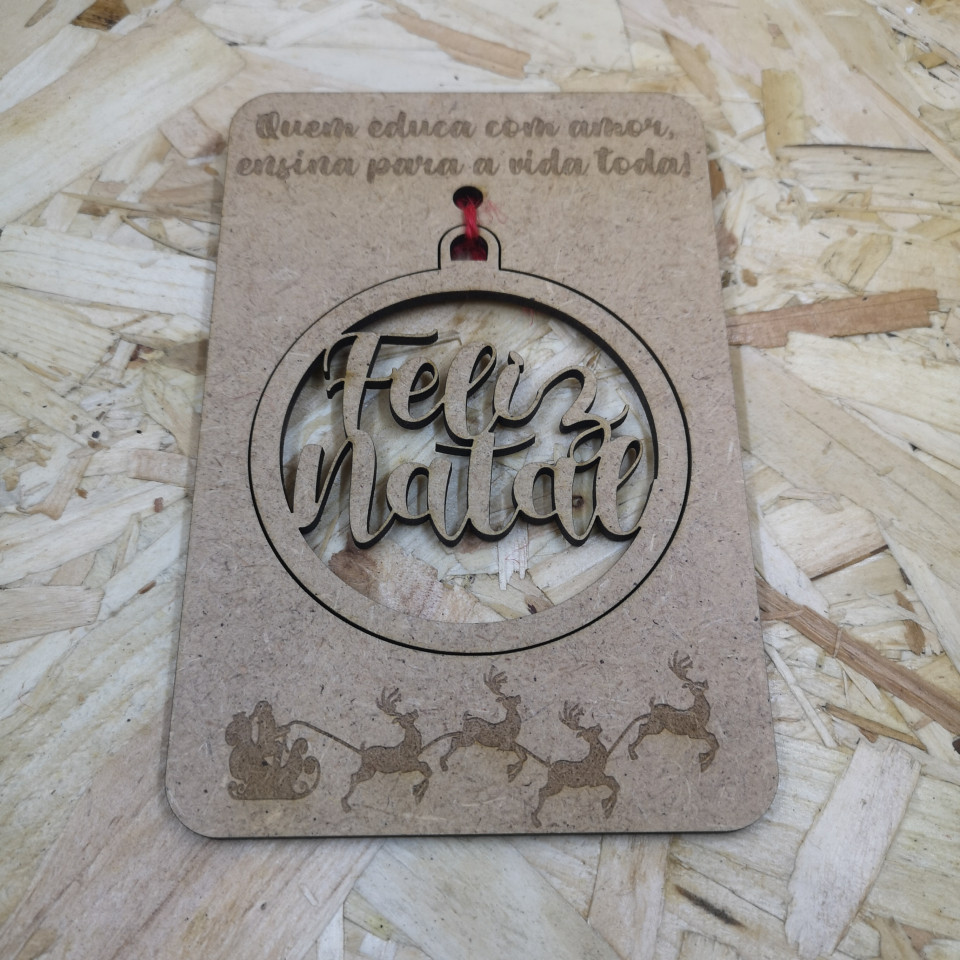 Quem educa com amor,
ensina para a vida toda!
Feliz
natal